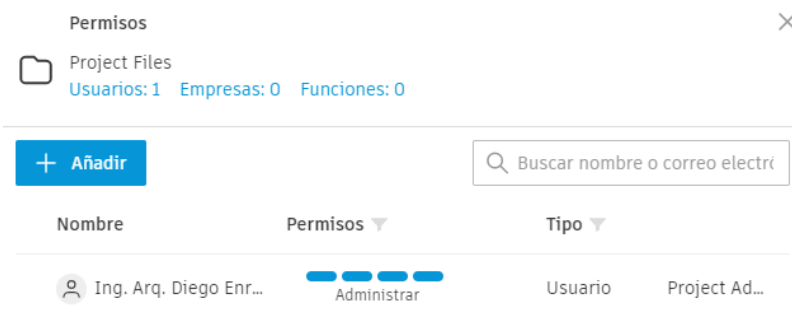 Permisos
Project Files
Usuarios: 1 Empresas: 0 Funciones: 0
Añadir
Buscar nombre o correo electró
Nombre Permisos Tipo
Ing. Arq. Diego Enr... Administrar Usuario Project Ad...